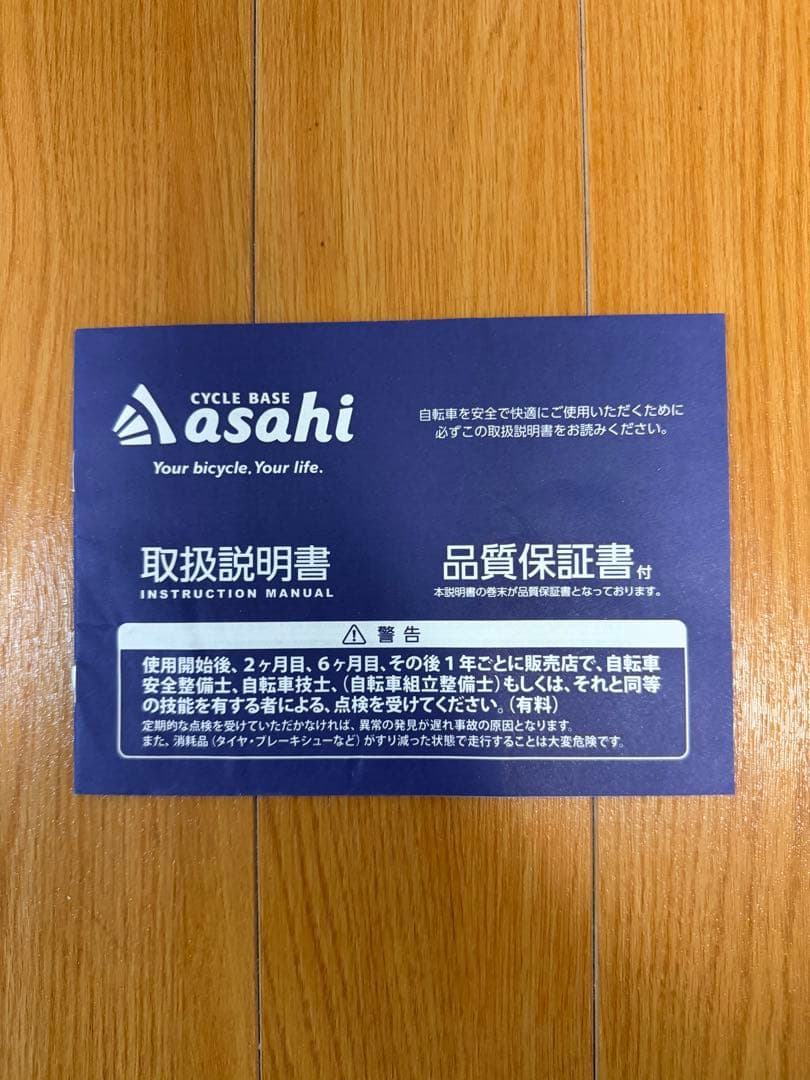 CYCLE BASE
asahi
Your bicycle, Your life.
自転車を安全で快適にご使用いただくために
必ずこの取扱説明書をお読みください。
取扱説明書
INSTRUCTION MANUAL
品質保証書付
本説明書の巻末が品質保証書となっております。
警告
使用開始後、2ヶ月目、6ヶ月目、その後1年ごとに販売店で、自転車
安全整備士、自転車技士、(自転車組立整備士)もしくは、それと同等
の技能を有する者による、点検を受けてください。(有料)
定期的な点検を受けていただかなければ、異常の発見が遅れ事故の原因となります。
また、消耗品(タイヤ・ブレーキシューなど)がすり減った状態で走行することは大変危険です。